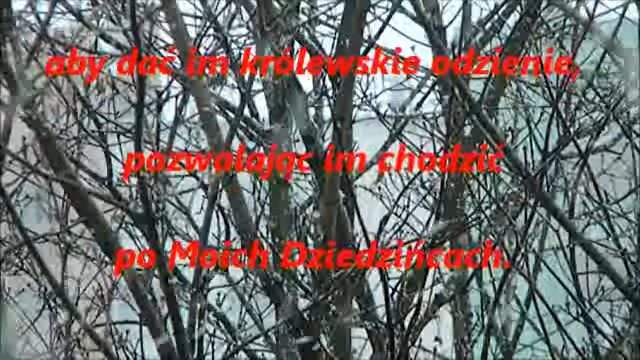 aby dać im królewskie odzienie,
pozwalając im chodzić
po Moich Dziedzińcach.